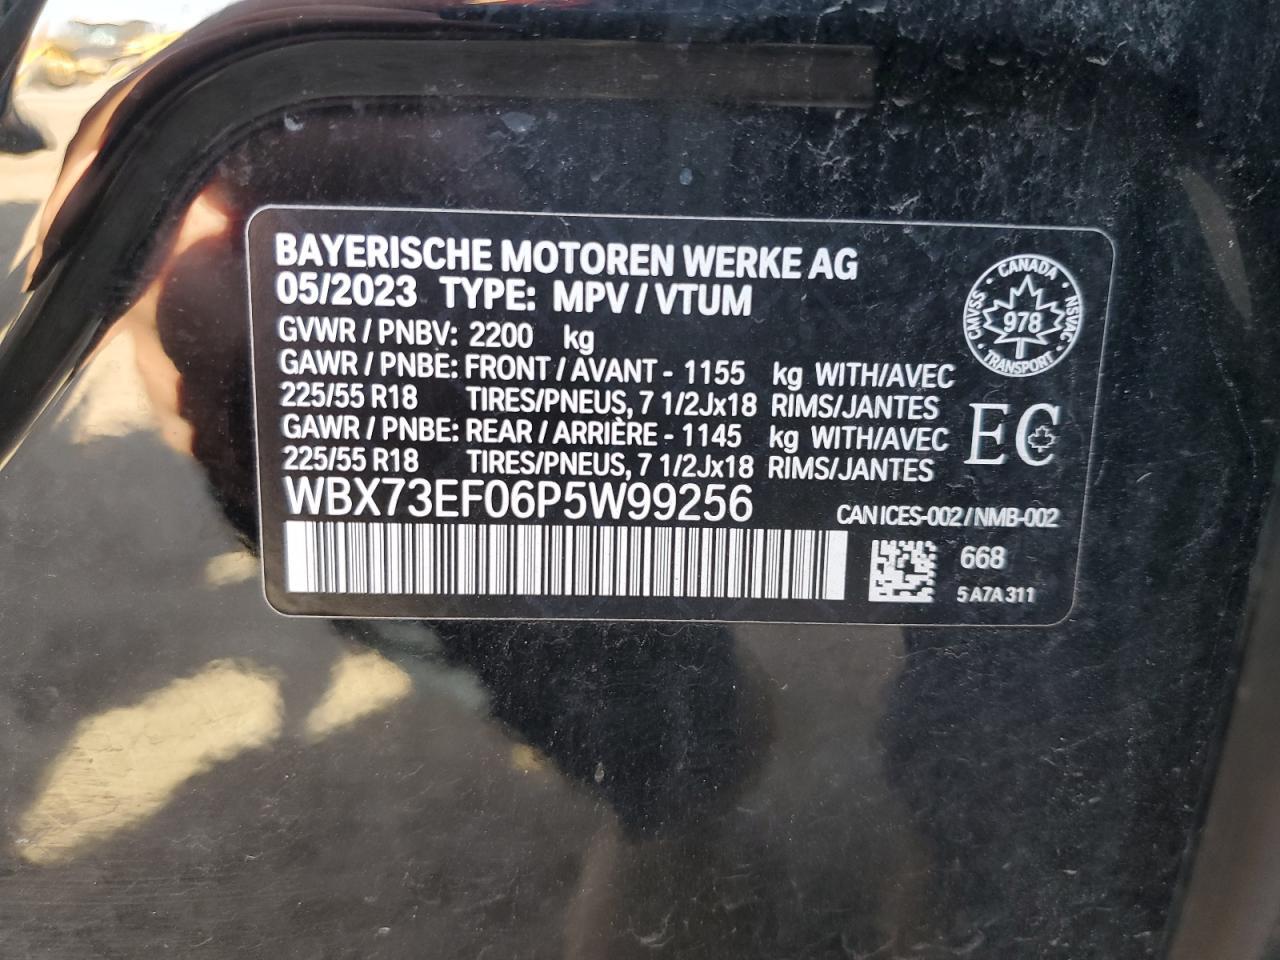 BAYERISCHE MOTOREN WERKE AG
05/2023 TYPE: MPV / VTUM
GVWR / PNBV: 2200 kg
GAWR / PNBE: FRONT / AVANT - 1155 kg WITH/AVEC
225/55 R18 TIRES/PNEUS, 7 1/2Jx18 RIMS/JANTES
GAWR / PNBE: REAR / ARRIÈRE - 1145 kg WITH/AVEC
225/55 R18 TIRES/PNEUS, 7 1/2Jx18 RIMS/JANTES
WBX73EF06P5W99256
CANADA
CMVSS
978
NSVAC
TRANSPORT
EC
CAN ICES-002 / NMB-002
668
5 A7A 311